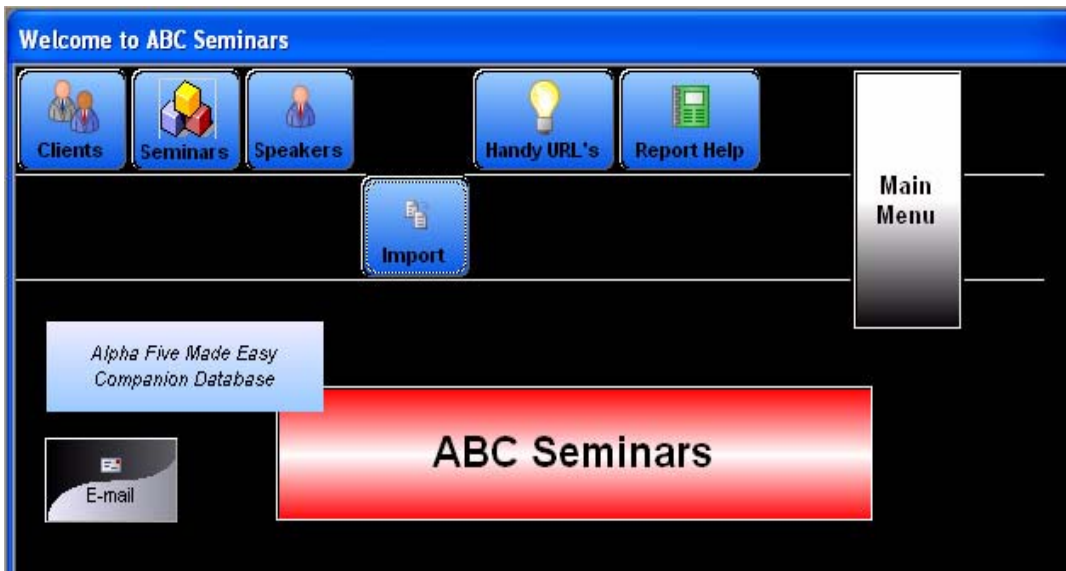 Welcome to ABC Seminars
Clients
Seminars
Speakers
Handy URL's
Report Help
Main
Menu
Import
Alpha Five Made Easy
Companion Database
ABC Seminars
E-mail